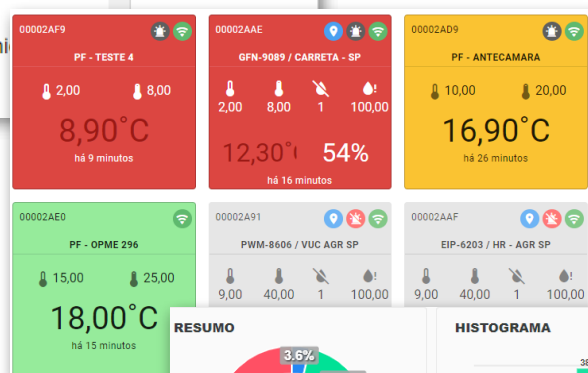 00002AF9
PF - TESTE 4
2,00 8,00
8,90°C
há 9 minutos
00002AAE
GFN-9089 / CARRETA - SP
2,00 8,00 1 100,00
12,30° 54%
há 16 minutos
00002AD9
PF - ANTECAMARA
10,00 20,00
16,90°C
há 26 minutos
00002AE0
PF - OPME 296
15,00 25,00
18,00°C
há 15 minutos
00002A91
PWM-8606 / VUC AGR SP
9,00 40,00 1 100,00
00002AAF
EIP-6203 / HR - AGR SP
9,00 40,00 1 100,00
RESUMO
3.6%
HISTOGRAMA
38